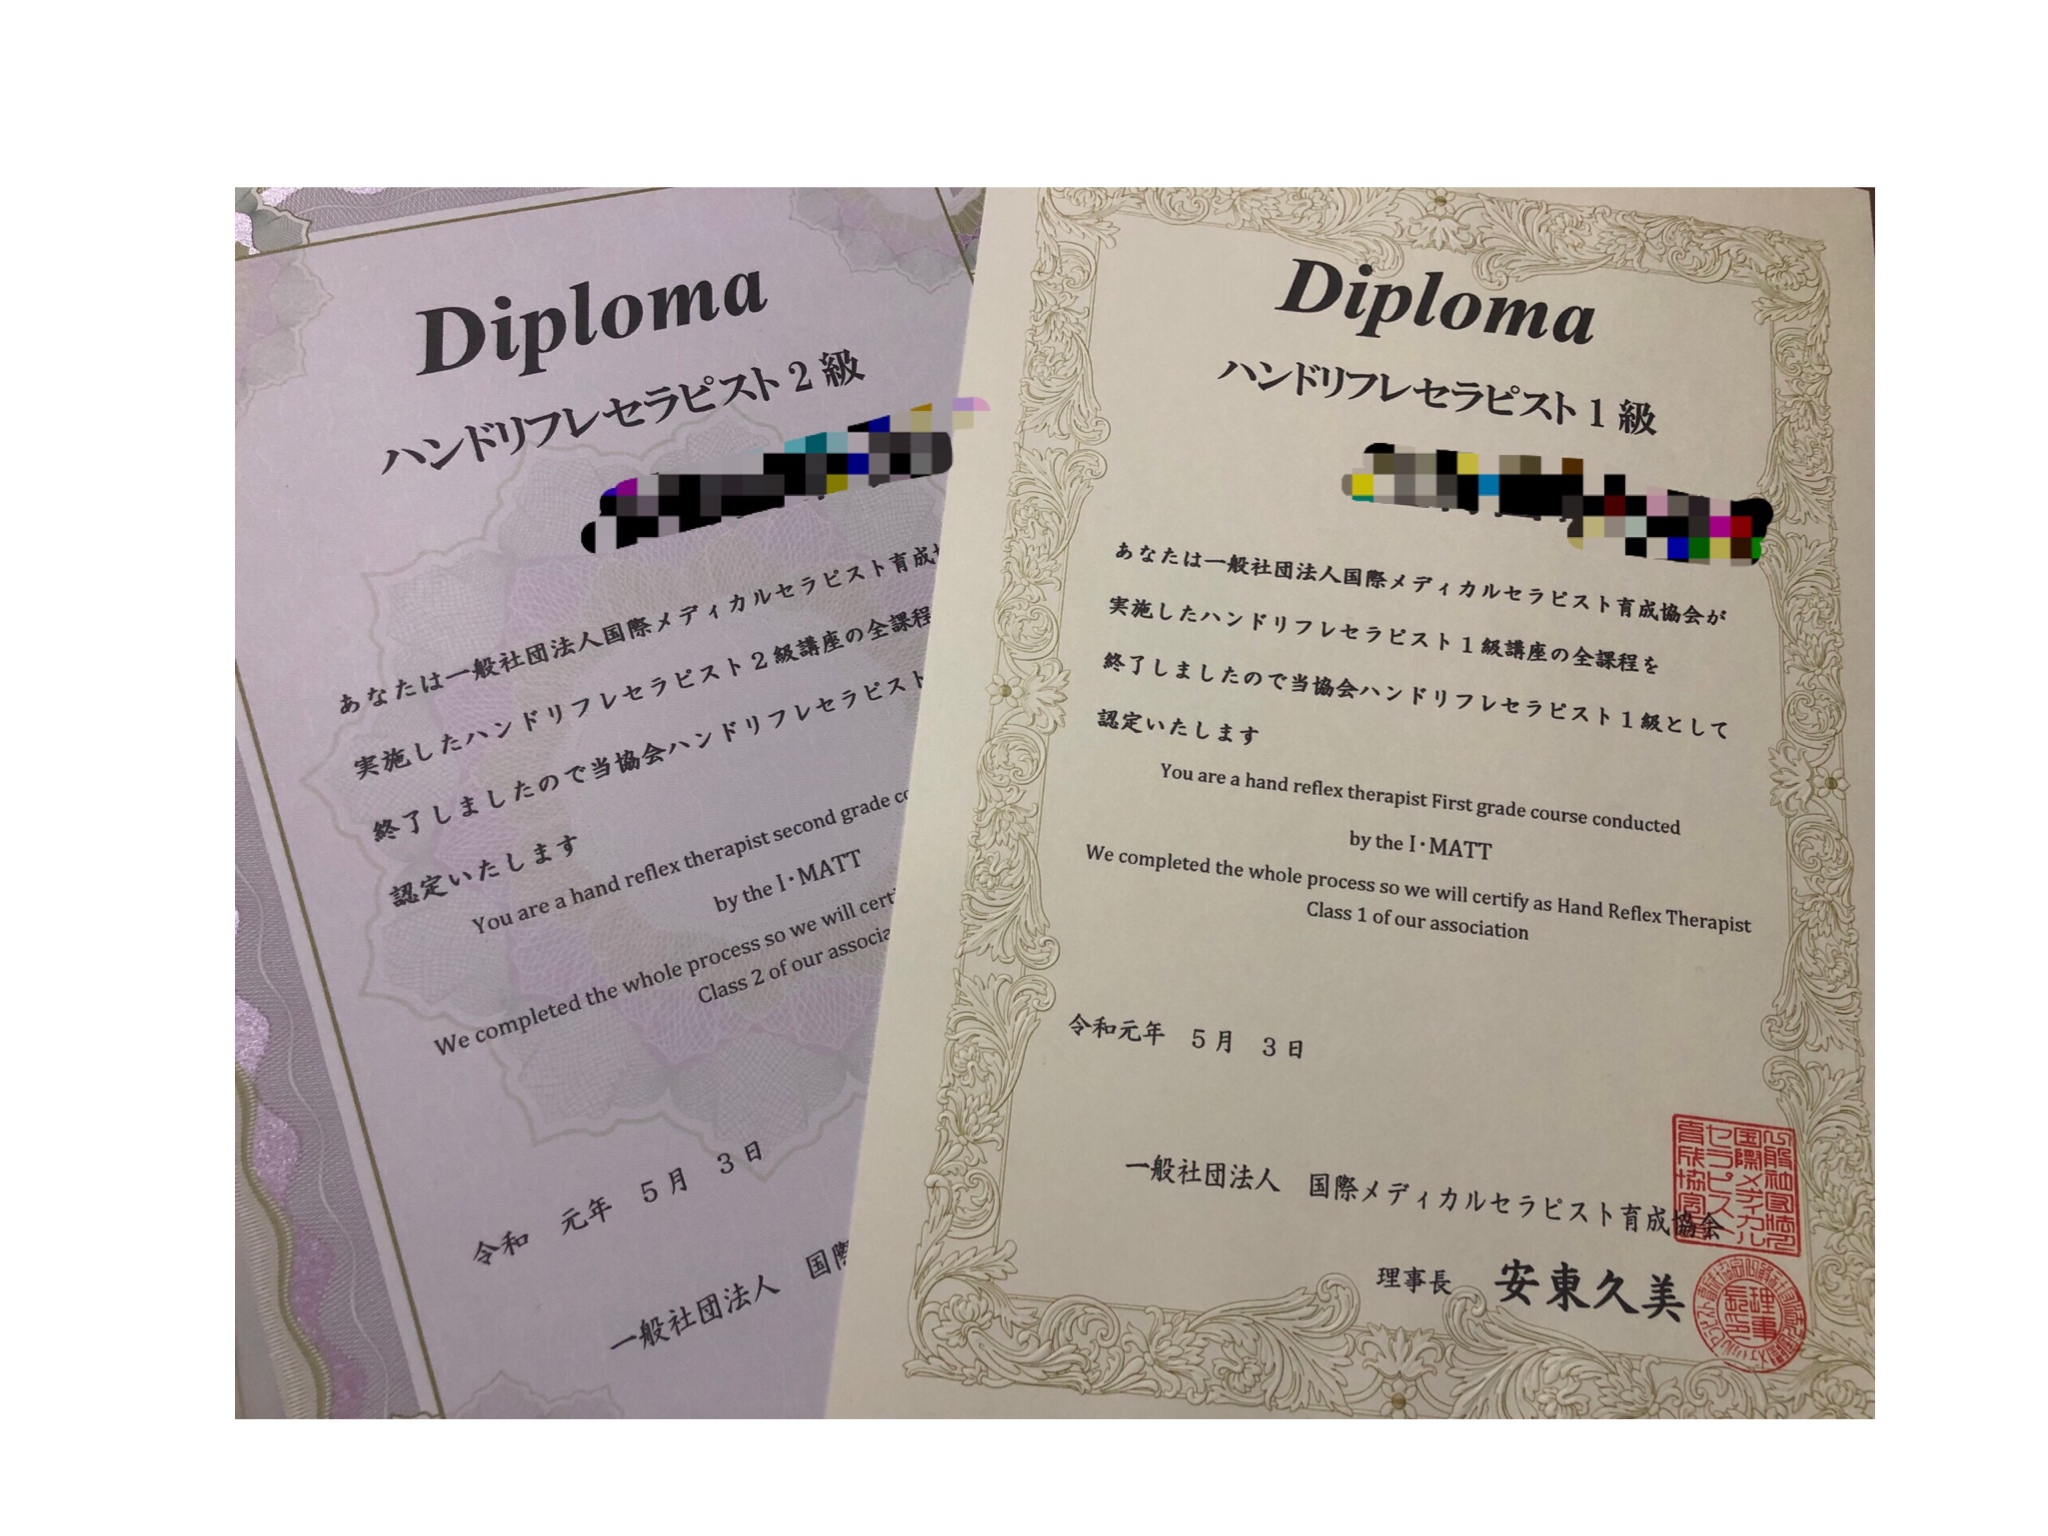 Diploma
ハンドリフレセラピスト2級
あなたは一般社団法人国際メディカルセラピスト育成
実施したハンドリフレセラピスト2級講座の全課程
終了しましたので当協会ハンドリフレセラピスト
認定いたします
You are a hand reflex therapist second grade
by the I・MATT
We completed the whole process so we will
Class 2 of our
令和 元年 5月 3日
一般社団法人 国際
Diploma
ハンドリフレセラピスト1級
あなたは一般社団法人国際メディカルセラピスト育成協会が
実施したハンドリフレセラピスト1級講座の全課程を
終了しましたので当協会ハンドリフレセラピスト1級として
認定いたします
You are a hand reflex therapist First grade course conducted
by the I・MATT
We completed the whole process so we will certify as Hand Reflex Therapist
Class 1 of our association
令和元年 5月 3日
一般社団法人 国際メディカルセラピスト育成協会
理事長 安東久美